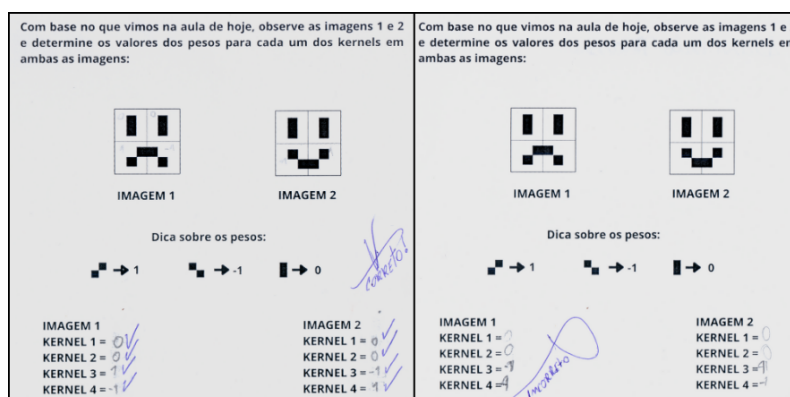 Com base no que vimos na aula de hoje, observe as imagens 1 e 2
e determine os valores dos pesos para cada um dos kernels em
ambas as imagens:
IMAGEM 1
IMAGEM 2
Dica sobre os pesos:
1
-1
0
CORRETO!
IMAGEM 1
KERNEL 1 = 0
KERNEL 2 = 0
KERNEL 3 = 1
KERNEL 4 = -1
IMAGEM 2
KERNEL 1 = 0
KERNEL 2 = 0
KERNEL 3 = -1
KERNEL 4 = 1
Com base no que vimos na aula de hoje, observe as imagens 1 e
e determine os valores dos pesos para cada um dos kernels
ambas as imagens:
IMAGEM 1
IMAGEM 2
Dica sobre os pesos:
1
-1
0
IMAGEM 1
KERNEL 1 = 0
KERNEL 2 = 0
KERNEL 3 = -1
KERNEL 4 =
INCORRETO
IMAGEM 2
KERNEL 1 = 0
KERNEL 2 = 0
KERNEL 3 =
KERNEL 4 = -1